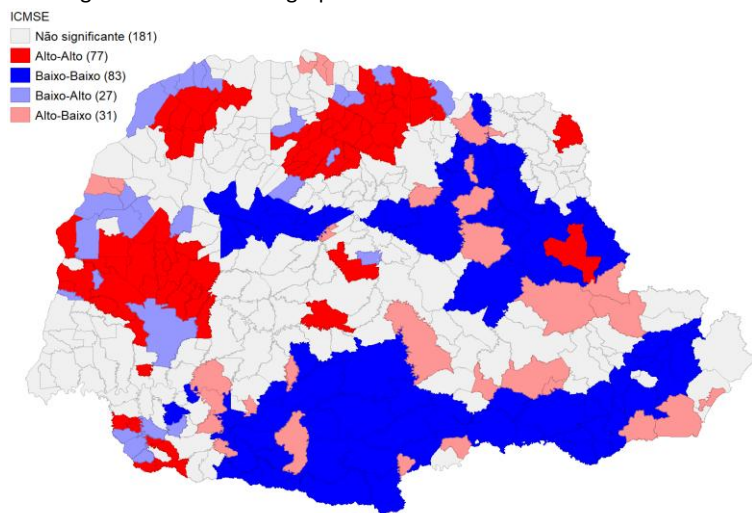 ICMSE
Não significante (181)
Alto-Alto (77)
Baixo-Baixo (83)
Baixo-Alto (27)
Alto-Baixo (31)